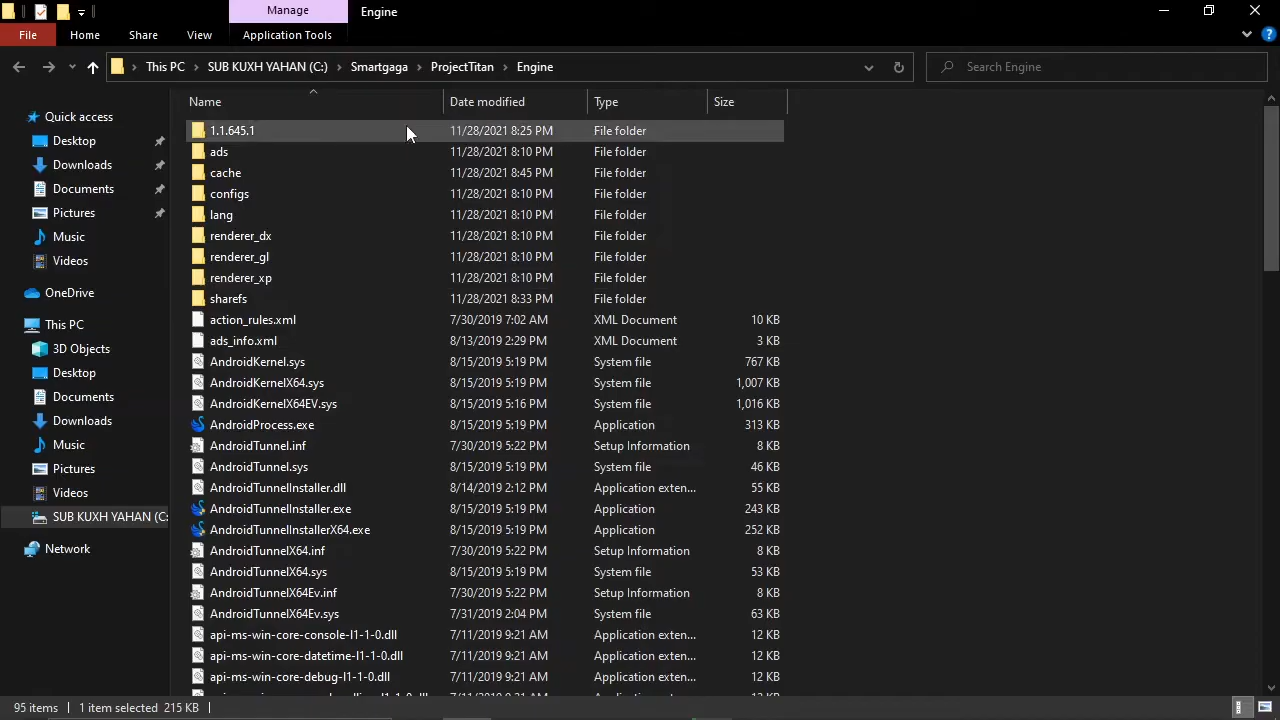 Manage
Engine
File
Home
Share
View
Application Tools
This PC
SUB KUXH YAHAN (C:)
Smartgaga
ProjectTitan
Engine
Search Engine
Name
Date modified
Type
Size
Quick access
Desktop
Downloads
Documents
Pictures
Music
Videos
OneDrive
This PC
3D Objects
Desktop
Documents
Downloads
Music
Pictures
Videos
SUB KUXH YAHAN (C:
Network
1.1.645.1 11/28/2021 8:25 PM File folder
ads 11/28/2021 8:10 PM File folder
cache 11/28/2021 8:45 PM File folder
configs 11/28/2021 8:10 PM File folder
lang 11/28/2021 8:10 PM File folder
renderer_dx 11/28/2021 8:10 PM File folder
renderer_gl 11/28/2021 8:10 PM File folder
renderer_xp 11/28/2021 8:10 PM File folder
sharefs 11/28/2021 8:33 PM File folder
action_rules.xml 7/30/2019 7:02 AM XML Document 10 KB
ads_info.xml 8/13/2019 2:29 PM XML Document 3 KB
AndroidKernel.sys 8/15/2019 5:19 PM System file 767 KB
AndroidKernelX64.sys 8/15/2019 5:19 PM System file 1,007 KB
AndroidKernelX64EV.sys 8/15/2019 5:16 PM System file 1,016 KB
AndroidProcess.exe 8/15/2019 5:19 PM Application 313 KB
AndroidTunnel.inf 7/30/2019 5:22 PM Setup Information 8 KB
AndroidTunnel.sys 8/15/2019 5:19 PM System file 46 KB
AndroidTunnelInstaller.dll 8/14/2019 2:12 PM Application exten... 55 KB
AndroidTunnelInstaller.exe 8/15/2019 5:19 PM Application 243 KB
AndroidTunnelInstallerX64.exe 8/15/2019 5:19 PM Application 252 KB
AndroidTunnelX64.inf 7/30/2019 5:22 PM Setup Information 8 KB
AndroidTunnelX64.sys 8/15/2019 5:19 PM System file 53 KB
AndroidTunnelX64Ev.inf 7/30/2019 5:22 PM Setup Information 8 KB
AndroidTunnelX64Ev.sys 7/31/2019 2:04 PM System file 63 KB
api-ms-win-core-console-l1-1-0.dll 7/11/2019 9:21 AM Application exten... 12 KB
api-ms-win-core-datetime-l1-1-0.dll 7/11/2019 9:21 AM Application exten... 12 KB
api-ms-win-core-debug-l1-1-0.dll 7/11/2019 9:21 AM Application exten... 12 KB
95 items
1 item selected 215 KB